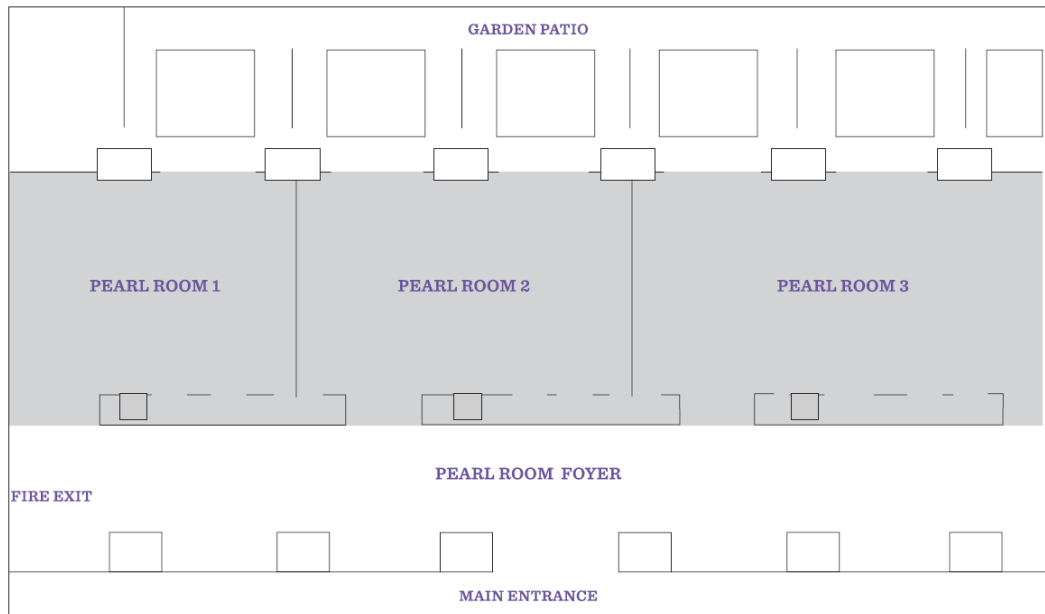 GARDEN PATIO
PEARL ROOM 1
PEARL ROOM 2
PEARL ROOM 3
PEARL ROOM FOYER
FIRE EXIT
MAIN ENTRANCE